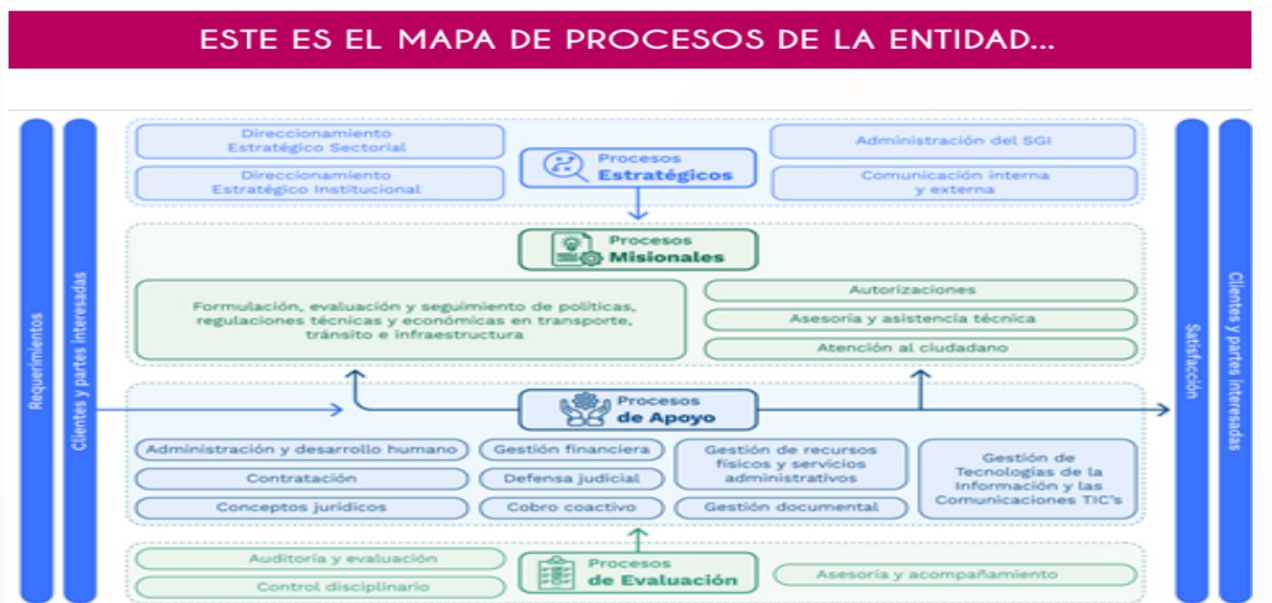 ESTE ES EL MAPA DE PROCESOS DE LA ENTIDAD...
Requerimientos
Clientes y partes interesadas
Direccionamiento
Estratégico Sectorial
Direccionamiento
Estratégico Institucional
Procesos
Estratégicos
Administración del SGI
Comunicación interna
y externa
Procesos
Misionales
Formulación, evaluación y seguimiento de políticas,
regulaciones técnicas y económicas en transporte,
tránsito e infraestructura
Autorizaciones
Asesoría y asistencia técnica
Atención al ciudadano
Procesos
de Apoyo
Administración y desarrollo humano
Contratación
Conceptos jurídicos
Gestión financiera
Defensa judicial
Cobro coactivo
Gestión de recursos
físicos y servicios
administrativos
Gestión documental
Gestión de
Tecnologías de la
Información y las
Comunicaciones TIC's
Auditoría y evaluación
Control disciplinario
Procesos
de Evaluación
Asesoría y acompañamiento
Satisfacción
Clientes y partes interesadas